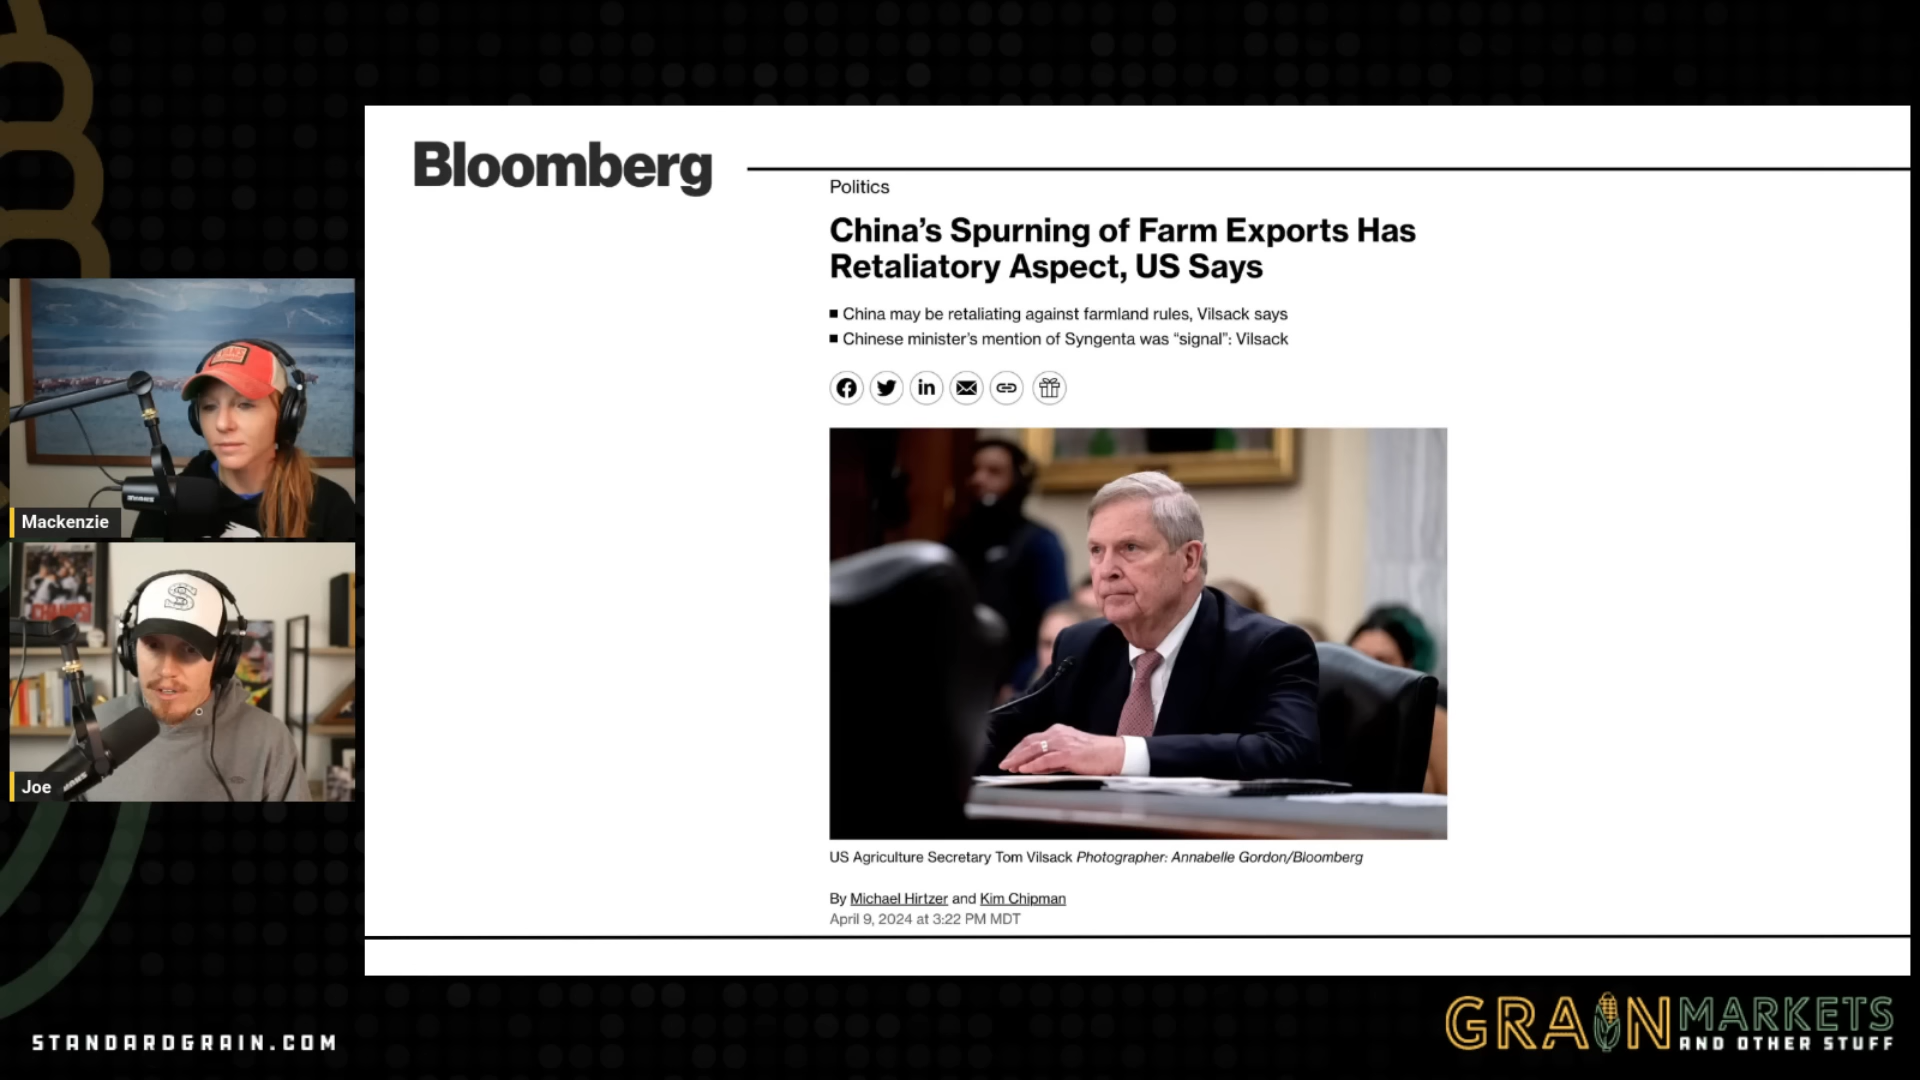 Bloomberg
Politics
China's Spurning of Farm Exports Has
Retaliatory Aspect, US Says
China may be retaliating against farmland rules, Vilsack says
Chinese minister's mention of Syngenta was “signal”: Vilsack
US Agriculture Secretary Tom Vilsack Photographer: Annabelle Gordon/Bloomberg
By Michael Hirtzer and Kim Chipman
April 9, 2024 at 3:22 PM MDT
Mackenzie
CHAMPS
S
Joe
STANDARDGRAIN.COM
GRAIN MARKETS
AND OTHER STUFF